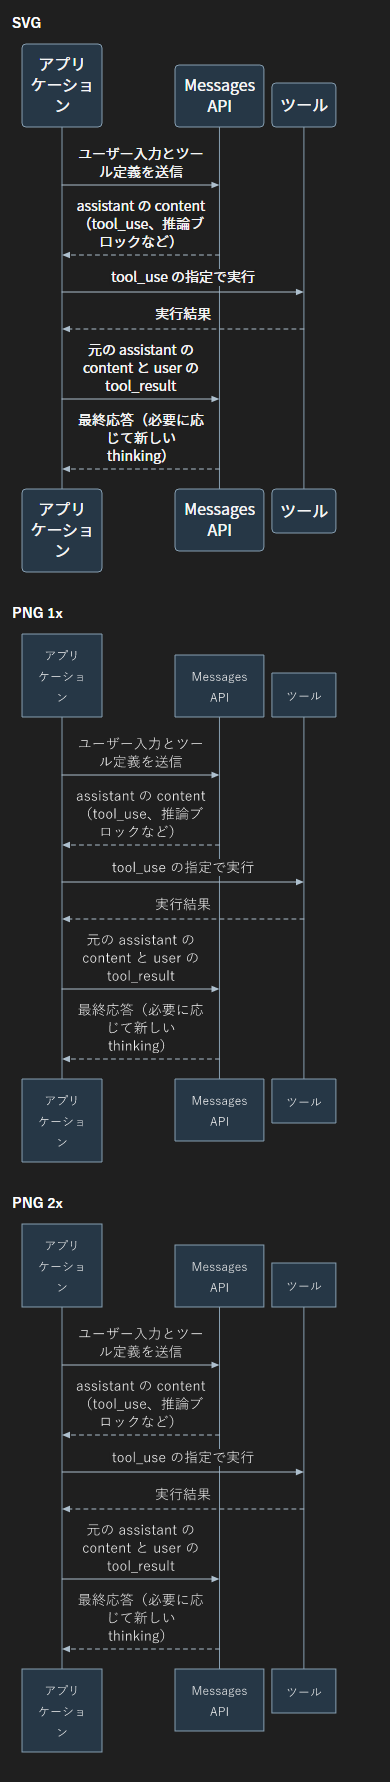 SVG
アプリ
ケーショ
ン
Messages
API
ツール
ユーザー入力とツー
ル定義を送信
assistant の content
（tool_use、推論ブ
ロックなど）
tool_use の指定で実行
実行結果
元の assistant の
content と user の
tool_result
最終応答（必要に応
じて新しい
thinking）
アプリ
ケーショ
ン
Messages
API
ツール
PNG 1x
アプリ
ケーショ
ン
Messages
API
ツール
ユーザー入力とツー
ル定義を送信
assistant の content
（tool_use、推論ブ
ロックなど）
tool_use の指定で実行
実行結果
元の assistant の
content と user の
tool_result
最終応答（必要に応
じて新しい
thinking）
アプリ
ケーショ
ン
Messages
API
ツール
PNG 2x
アプリ
ケーショ
ン
Messages
API
ツール
ユーザー入力とツー
ル定義を送信
assistant の content
（tool_use、推論ブ
ロックなど）
tool_use の指定で実行
実行結果
元の assistant の
content と user の
tool_result
最終応答（必要に応
じて新しい
thinking）
アプリ
ケーショ
ン
Messages
API
ツール